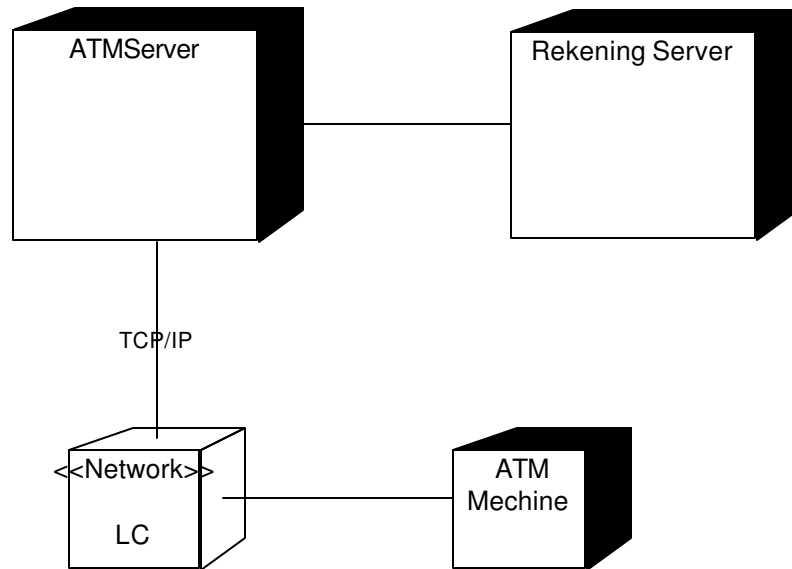 ATMServer
Rekening Server
TCP/IP
<<Network>>
LC
ATM
Mechine